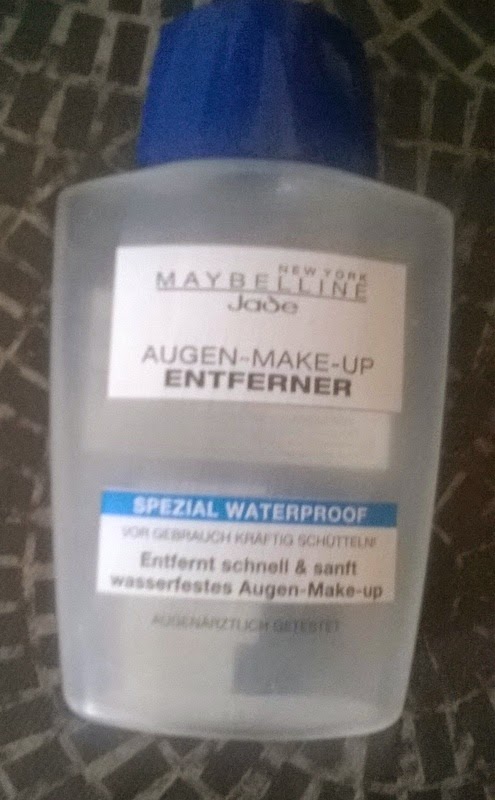 NEW YORK
MAYBELLINE
Jade
AUGEN-MAKE-UP
ENTFERNER
SPEZIAL WATERPROOF
VOR GEBRAUCH KRÄFTIG SCHÜTTELN!
Entfernt schnell & sanft
wasserfestes Augen-Make-up
AUGENÄRZTLICH GETESTET